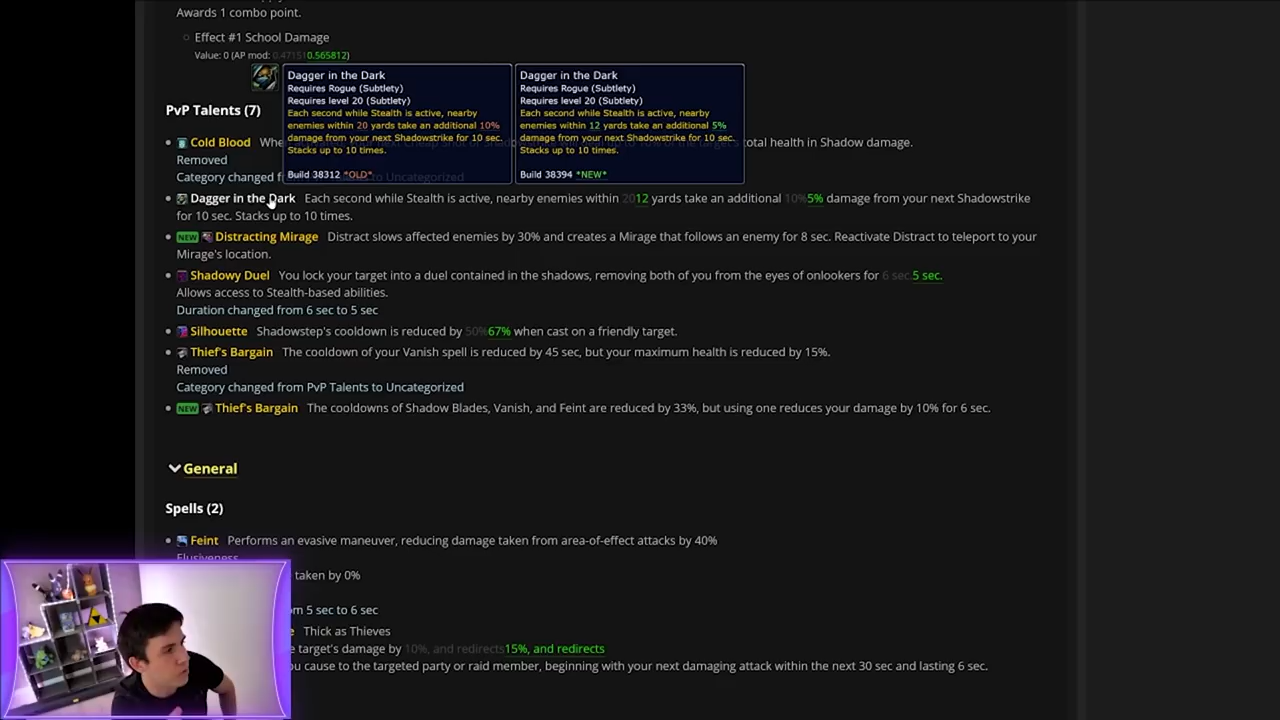 Awards 1 combo point.
Effect #1 School Damage
Value: 0 (AP mod: 0.471510.565812)
Dagger in the Dark
Requires Rogue (Subtlety)
Requires level 20 (Subtlety)
Each second while Stealth is active, nearby
enemies within 20 yards take an additional 10%
damage from your next Shadowstrike for 10 sec.
Stacks up to 10 times.
Build 38312 *OLD*
Dagger in the Dark
Requires Rogue (Subtlety)
Requires level 20 (Subtlety)
Each second while Stealth is active, nearby
enemies within 12 yards take an additional 5%
damage from your next Shadowstrike for 10 sec.
Stacks up to 10 times.
Build 38394 *NEW*
PvP Talents (7)
Cold Blood Whe total health in Shadow damage.
Removed
Category changed f to Uncategorized
Dagger in the Dark Each second while Stealth is active, nearby enemies within 2012 yards take an additional 10%5% damage from your next Shadowstrike
for 10 sec. Stacks up to 10 times.
NEW Distracting Mirage Distract slows affected enemies by 30% and creates a Mirage that follows an enemy for 8 sec. Reactivate Distract to teleport to your
Mirage's location.
Shadowy Duel You lock your target into a duel contained in the shadows, removing both of you from the eyes of onlookers for 6 sec.5 sec.
Allows access to Stealth-based abilities.
Duration changed from 6 sec to 5 sec
Silhouette Shadowstep's cooldown is reduced by 50%67% when cast on a friendly target.
Thief's Bargain The cooldown of your Vanish spell is reduced by 45 sec, but your maximum health is reduced by 15%.
Removed
Category changed from PvP Talents to Uncategorized
NEW Thief's Bargain The cooldowns of Shadow Blades, Vanish, and Feint are reduced by 33%, but using one reduces your damage by 10% for 6 sec.
General
Spells (2)
Feint Performs an evasive maneuver, reducing damage taken from area-of-effect attacks by 40%
Elusiveness
taken by 0%
om 5 sec to 6 sec
e Thick as Thieves
e target's damage by 10%, and redirects15%, and redirects
ou cause to the targeted party or raid member, beginning with your next damaging attack within the next 30 sec and lasting 6 sec.